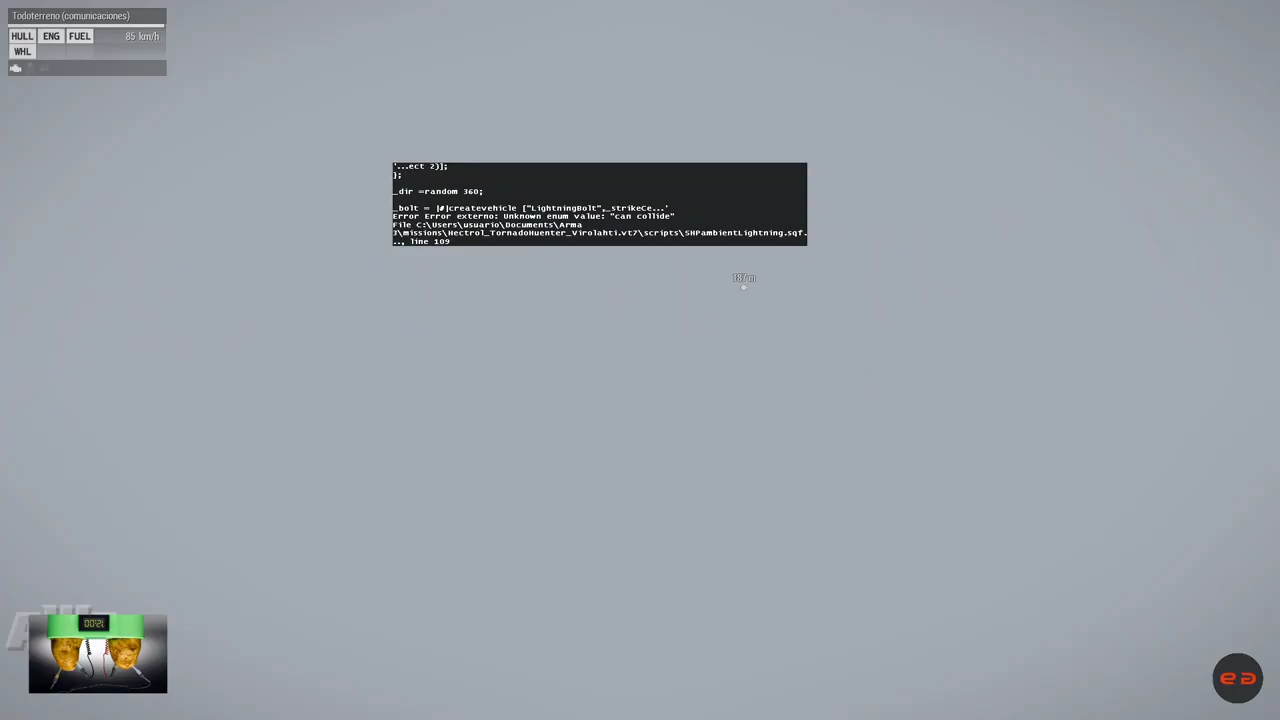 Todoterreno (comunicaciones)
HULL ENG FUEL 85 km/h
WHL
'...ect 2)];
};
_dir =random 360;
_bolt = |#|createvehicle ["LightningBolt",_strikeCe...'
Error Error externo: Unknown enum value: "can collide"
File C:\Users\usuario\Documents\Arma
3\missions\Hectrol_TornadoHuenter_Virolahti.vt7\scripts\SHPambientLightning.sqf.
.., line 109
187 m